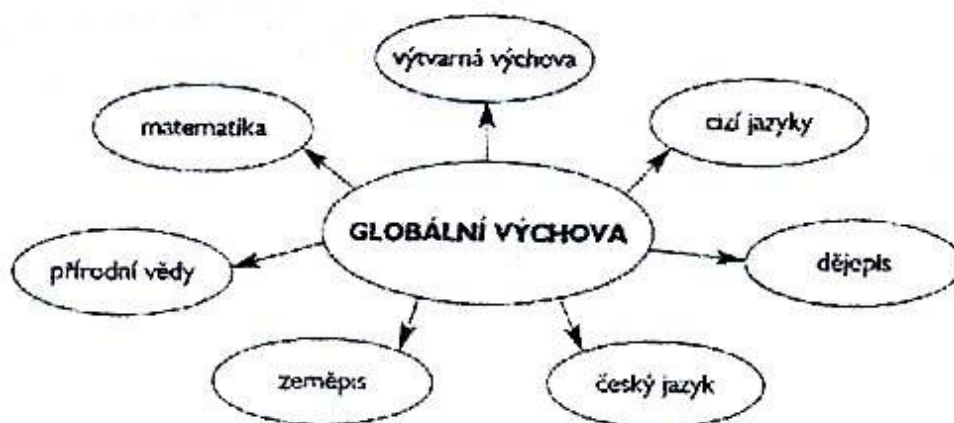 výtvarná výchova
matematika
cizí jazyky
GLOBÁLNÍ VÝCHOVA
přírodní vědy
dějepis
zeměpis
český jazyk